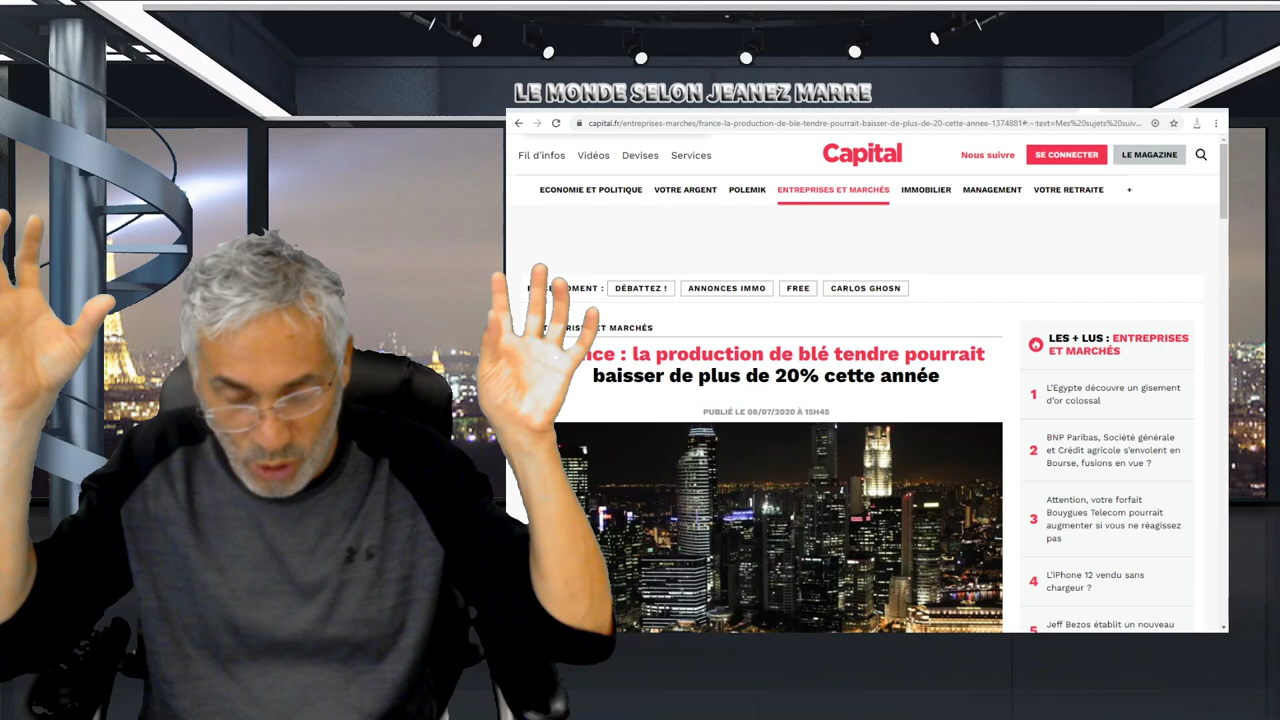 LE MONDE SELON JEANEZ MARRE
capital.fr/entreprises-marches/france-la-production-de-ble-tendre-pourrait-baisser-de-plus-de-20-cette-annee-1374881#:~:text=Mes%20sujets%20suiv...
Fil d'infos Vidéos Devises Services
Capital
Nous suivre SE CONNECTER LE MAGAZINE
ECONOMIE ET POLITIQUE VOTRE ARGENT POLEMIK ENTREPRISES ET MARCHÉS IMMOBILIER MANAGEMENT VOTRE RETRAITE +
: DÉBATTEZ ! ANNONCES IMMO FREE CARLOS GHOSN
ET MARCHÉS
: la production de blé tendre pourrait
baisser de plus de 20% cette année
PUBLIÉ LE 08/07/2020 À 15H45
LES + LUS : ENTREPRISES
ET MARCHÉS
1 L'Egypte découvre un gisement
d'or colossal
2 BNP Paribas, Société générale
et Crédit agricole s'envolent en
Bourse, fusions en vue ?
3 Attention, votre forfait
Bouygues Telecom pourrait
augmenter si vous ne réagissez
pas
4 L'iPhone 12 vendu sans
chargeur ?
5 Jeff Bezos établit un nouveau